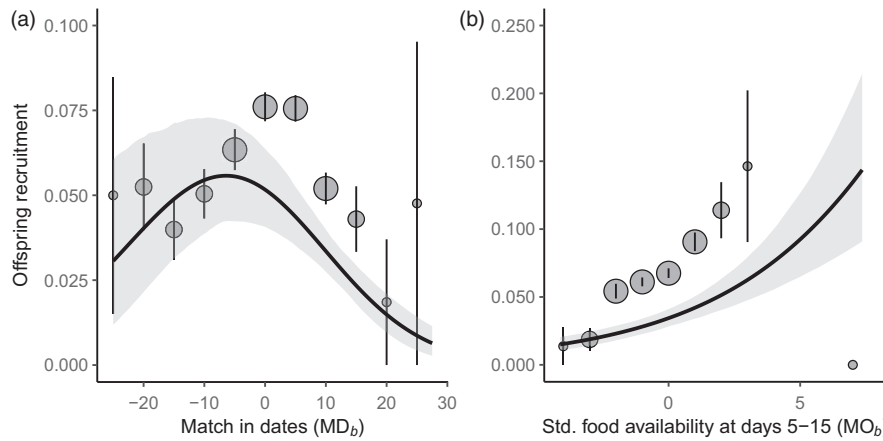 (a)
0.100
0.075
0.050
0.025
0.000
Offspring recruitment
−20 −10 0 10 20 30
Match in dates (MD_b)
(b)
0.250
0.200
0.150
0.100
0.050
0.000
0 5
Std. food availability at days 5−15 (MO_b